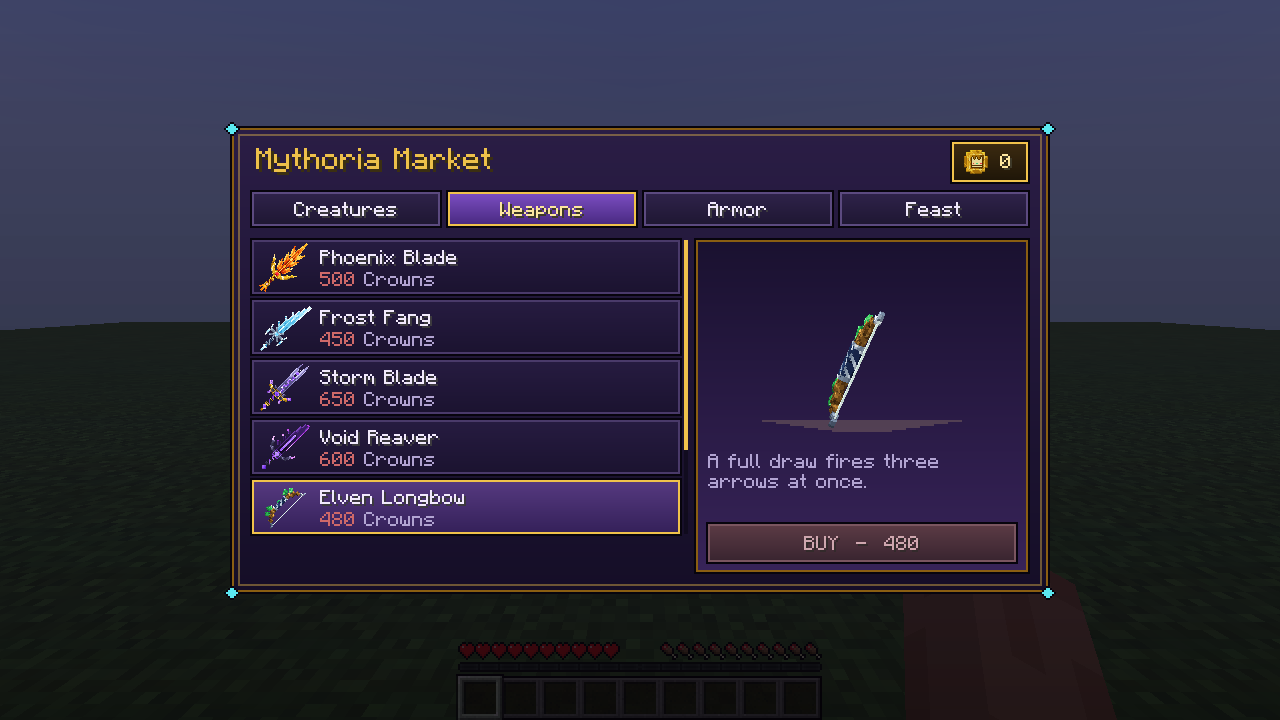 Mythoria Market
0
Creatures
Weapons
Armor
Feast
Phoenix Blade
500 Crowns
Frost Fang
450 Crowns
Storm Blade
650 Crowns
Void Reaver
600 Crowns
Elven Longbow
480 Crowns
A full draw fires three
arrows at once.
BUY - 480